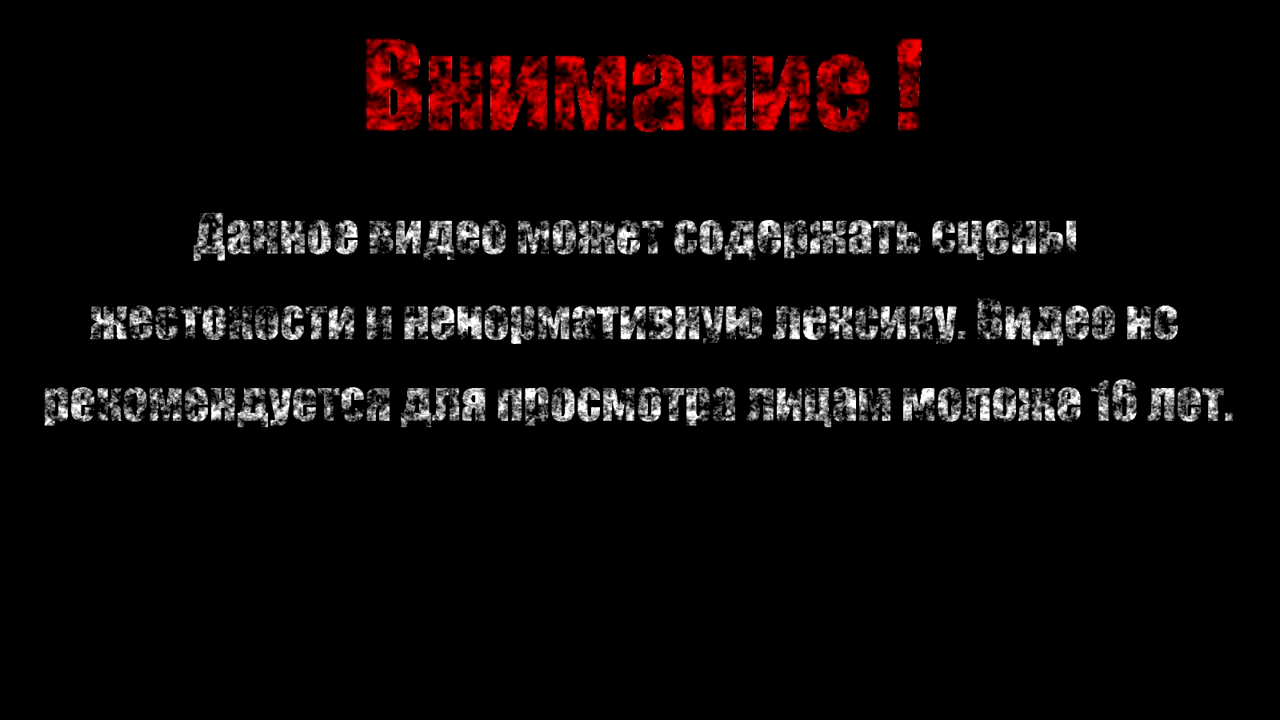 Внимание !
Данное видео может содержать сцены
жестокости и ненормативную лексику. Видео не
рекомендуется для просмотра лицам моложе 16 лет.